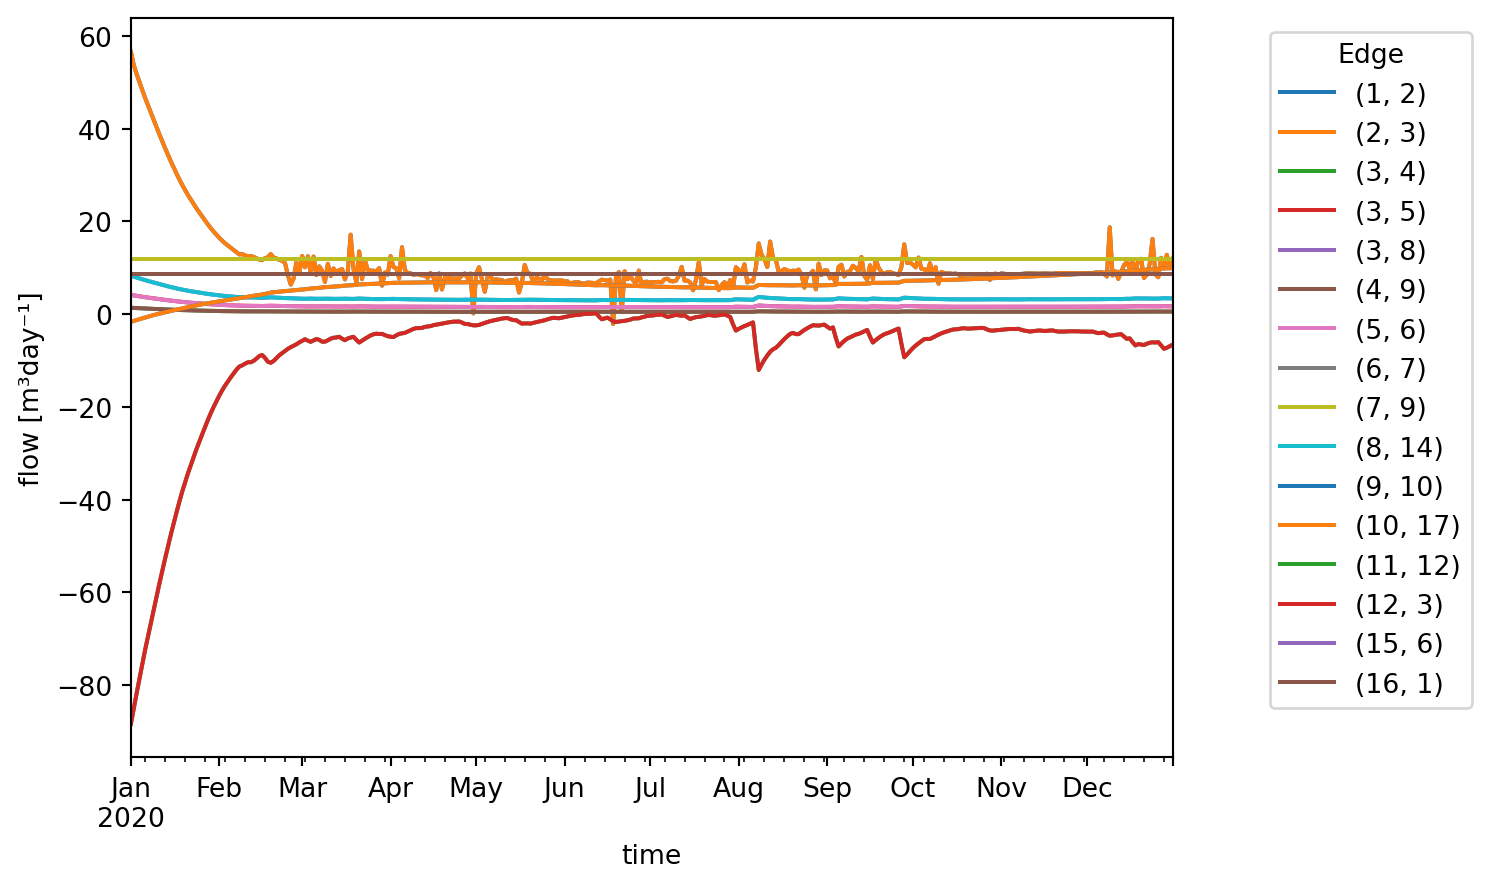 60
40
20
0
−20
−40
−60
−80
flow [m³day⁻¹]
Jan
2020
Feb
Mar
Apr
May
Jun
Jul
Aug
Sep
Oct
Nov
Dec
time
Edge
(1, 2)
(2, 3)
(3, 4)
(3, 5)
(3, 8)
(4, 9)
(5, 6)
(6, 7)
(7, 9)
(8, 14)
(9, 10)
(10, 17)
(11, 12)
(12, 3)
(15, 6)
(16, 1)